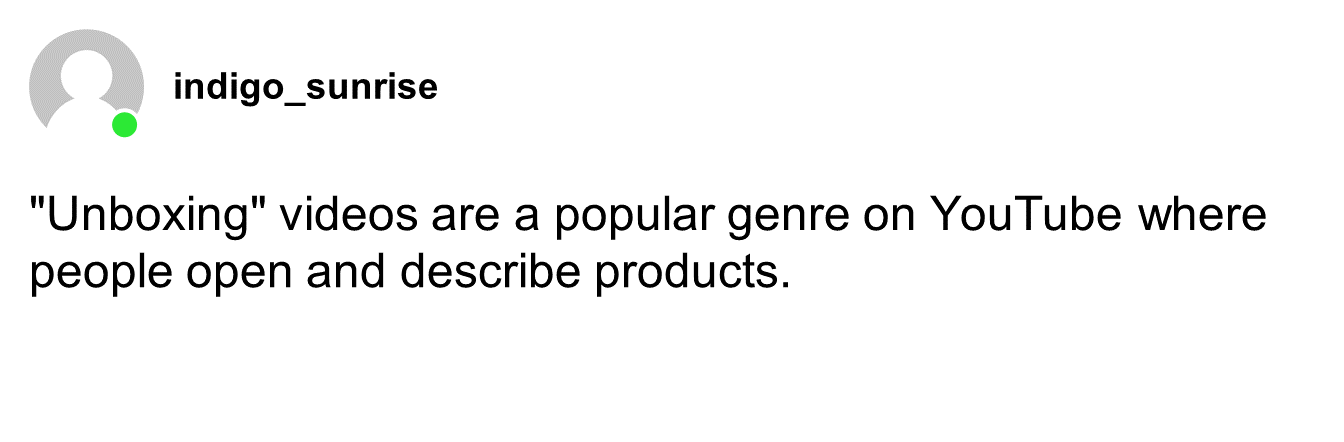 indigo_sunrise
"Unboxing" videos are a popular genre on YouTube where
people open and describe products.